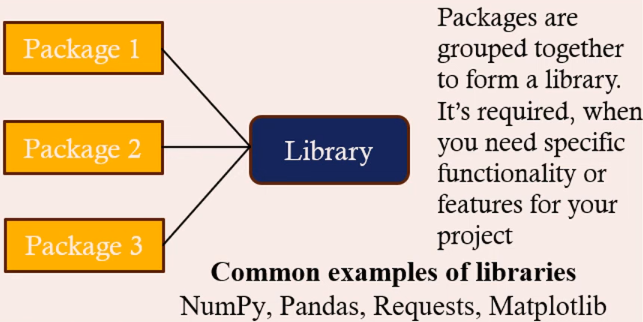 Package 1
Package 2
Package 3
Library
Packages are
grouped together
to form a library.
It’s required, when
you need specific
functionality or
features for your
project
Common examples of libraries
NumPy, Pandas, Requests, Matplotlib